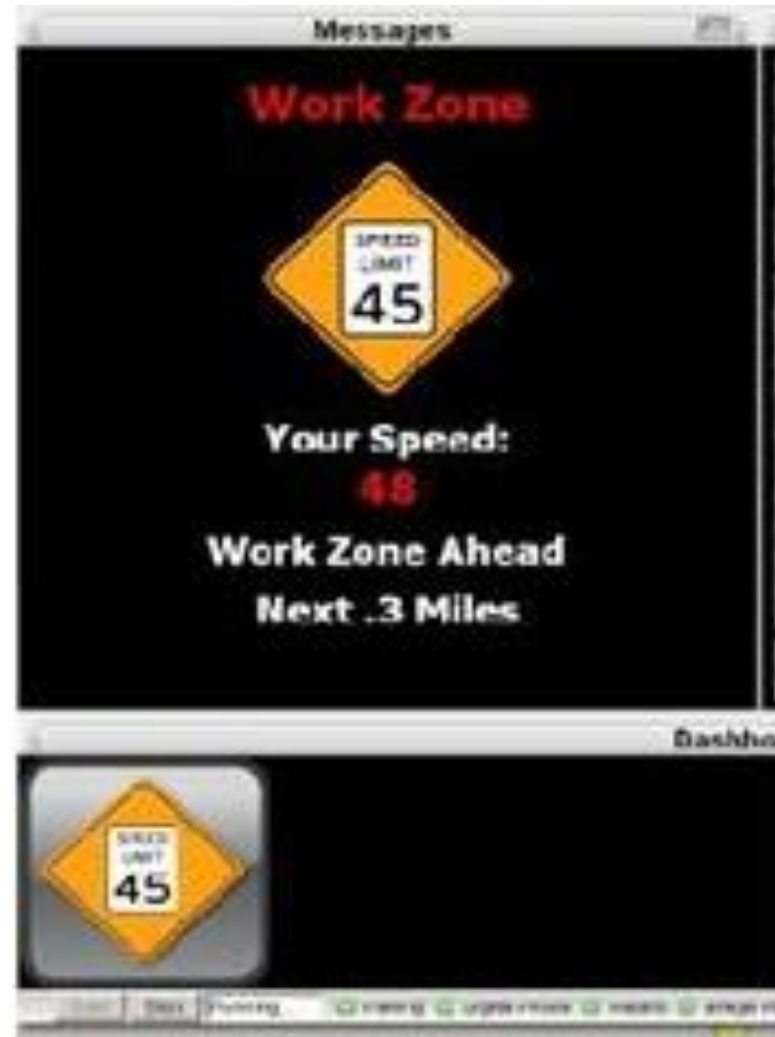 Messages
Work Zone
SPEED
LIMIT
45
Your Speed:
48
Work Zone Ahead
Next .3 Miles
SPEED
LIMIT
45